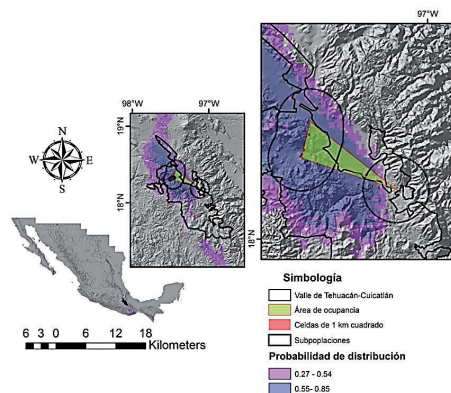 97°W
98°W 97°W
19°N
18°N
18°N
N
W E
S
6 3 0 6 12 18
Kilometers
Simbología
Valle de Tehuacán-Cuicatlán
Área de ocupancia
Celdas de 1 km cuadrado
Subpoplaciones
Probabilidad de distribución
0.27 - 0.54
0.55- 0.85